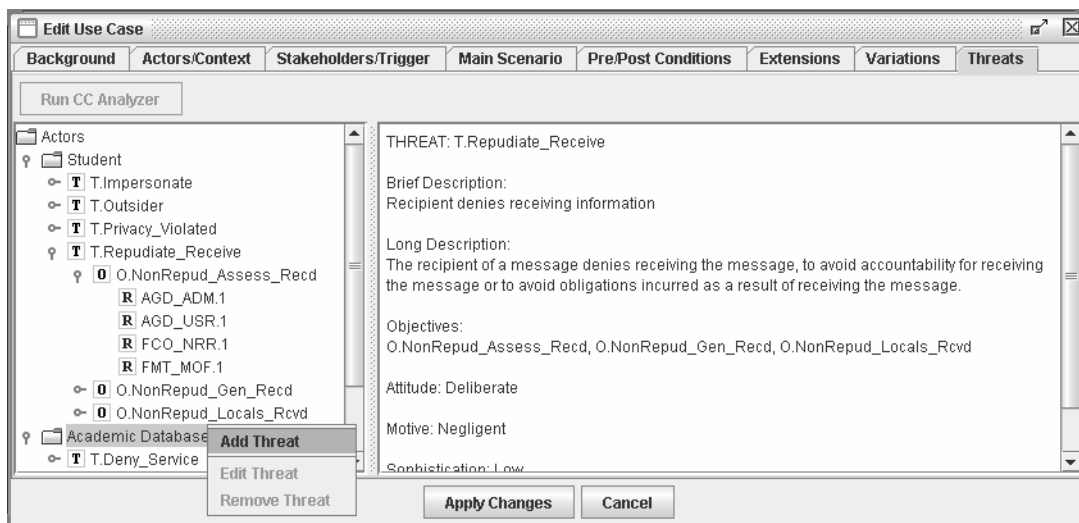 Edit Use Case
Background Actors/Context Stakeholders/Trigger Main Scenario Pre/Post Conditions Extensions Variations Threats
Run CC Analyzer
Actors
Student
T T.Impersonate
T T.Outsider
T T.Privacy_Violated
T T.Repudiate_Receive
O O.NonRepud_Assess_Recd
R AGD_ADM.1
R AGD_USR.1
R FCO_NRR.1
R FMT_MOF.1
O O.NonRepud_Gen_Recd
O O.NonRepud_Locals_Rcvd
Academic Database
T T.Deny_Service
Add Threat
Edit Threat
Remove Threat
THREAT: T.Repudiate_Receive
Brief Description:
Recipient denies receiving information
Long Description:
The recipient of a message denies receiving the message, to avoid accountability for receiving
the message or to avoid obligations incurred as a result of receiving the message.
Objectives:
O.NonRepud_Assess_Recd, O.NonRepud_Gen_Recd, O.NonRepud_Locals_Rcvd
Attitude: Deliberate
Motive: Negligent
Sophistication: Low
Apply Changes Cancel